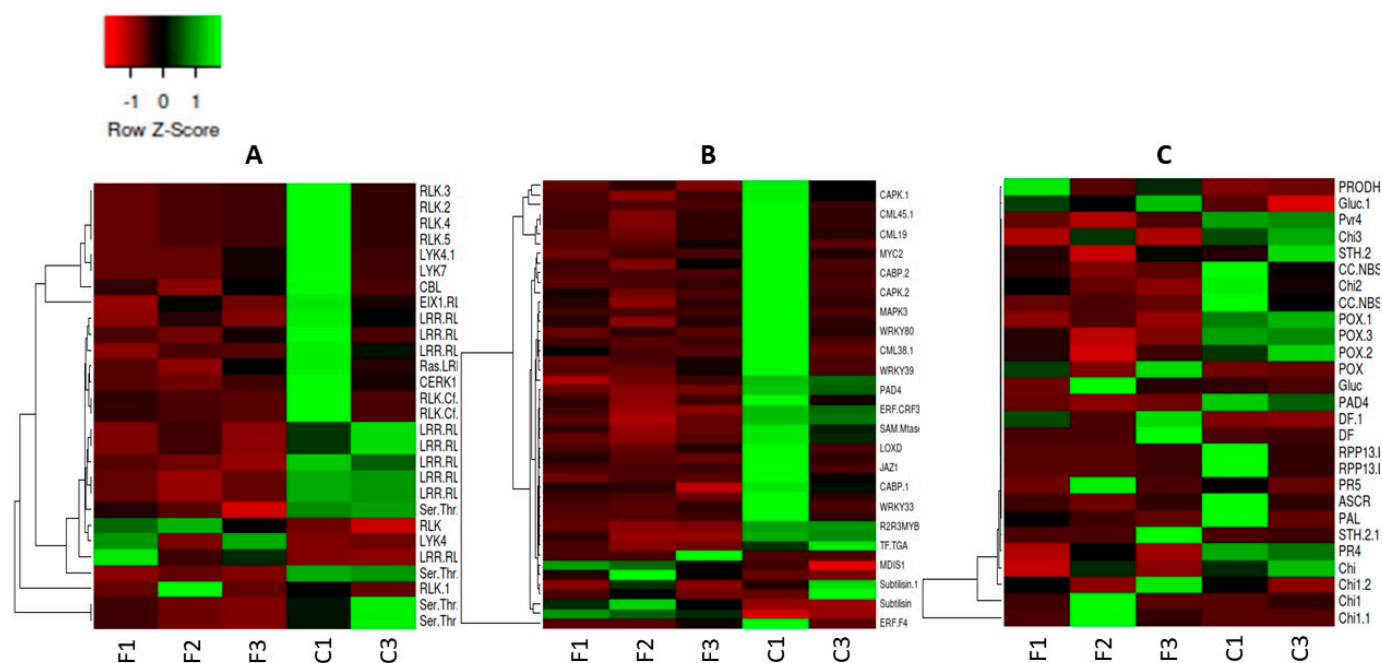 -1 0 1
Row Z-Score
A
B
C
RLK.3
RLK.2
RLK.4
RLK.5
LYK4.1
LYK7
CBL
EIX1.RL
LRR.RL
LRR.RL
LRR.RL
Ras.LRI
CERK1
RLK.Cf.
RLK.Cf.
LRR.RL
LRR.RL
LRR.RL
LRR.RL
LRR.RL
Ser.Thr.
RLK
LYK4
LRR.RL
Ser.Thr.
RLK.1
Ser.Thr.
Ser.Thr
F1 F2 F3 C1 C3
CAPK.1
CML45.1
CML19
MYC2
CABP.2
CAPK.2
MAPK3
WRKY80
CML38.1
WRKY39
PAD4
ERF.CRF3
SAM.Mtase
LOXD
JAZ1
CABP.1
WRKY33
R2R3MYB
TF.TGA
MDIS1
Subtilisin.1
Subtilisin
ERF.F4
F1 F2 F3 C1 C3
PRODH
Gluc.1
Pvr4
Chi3
STH.2
CC.NBS
Chi2
CC.NBS
POX.1
POX.3
POX.2
POX
Gluc
PAD4
DF.1
DF
RPP13.l
RPP13.l
PR5
ASCR
PAL
STH.2.1
PR4
Chi
Chi1.2
Chi1
Chi1.1
F1 F2 F3 C1 C3